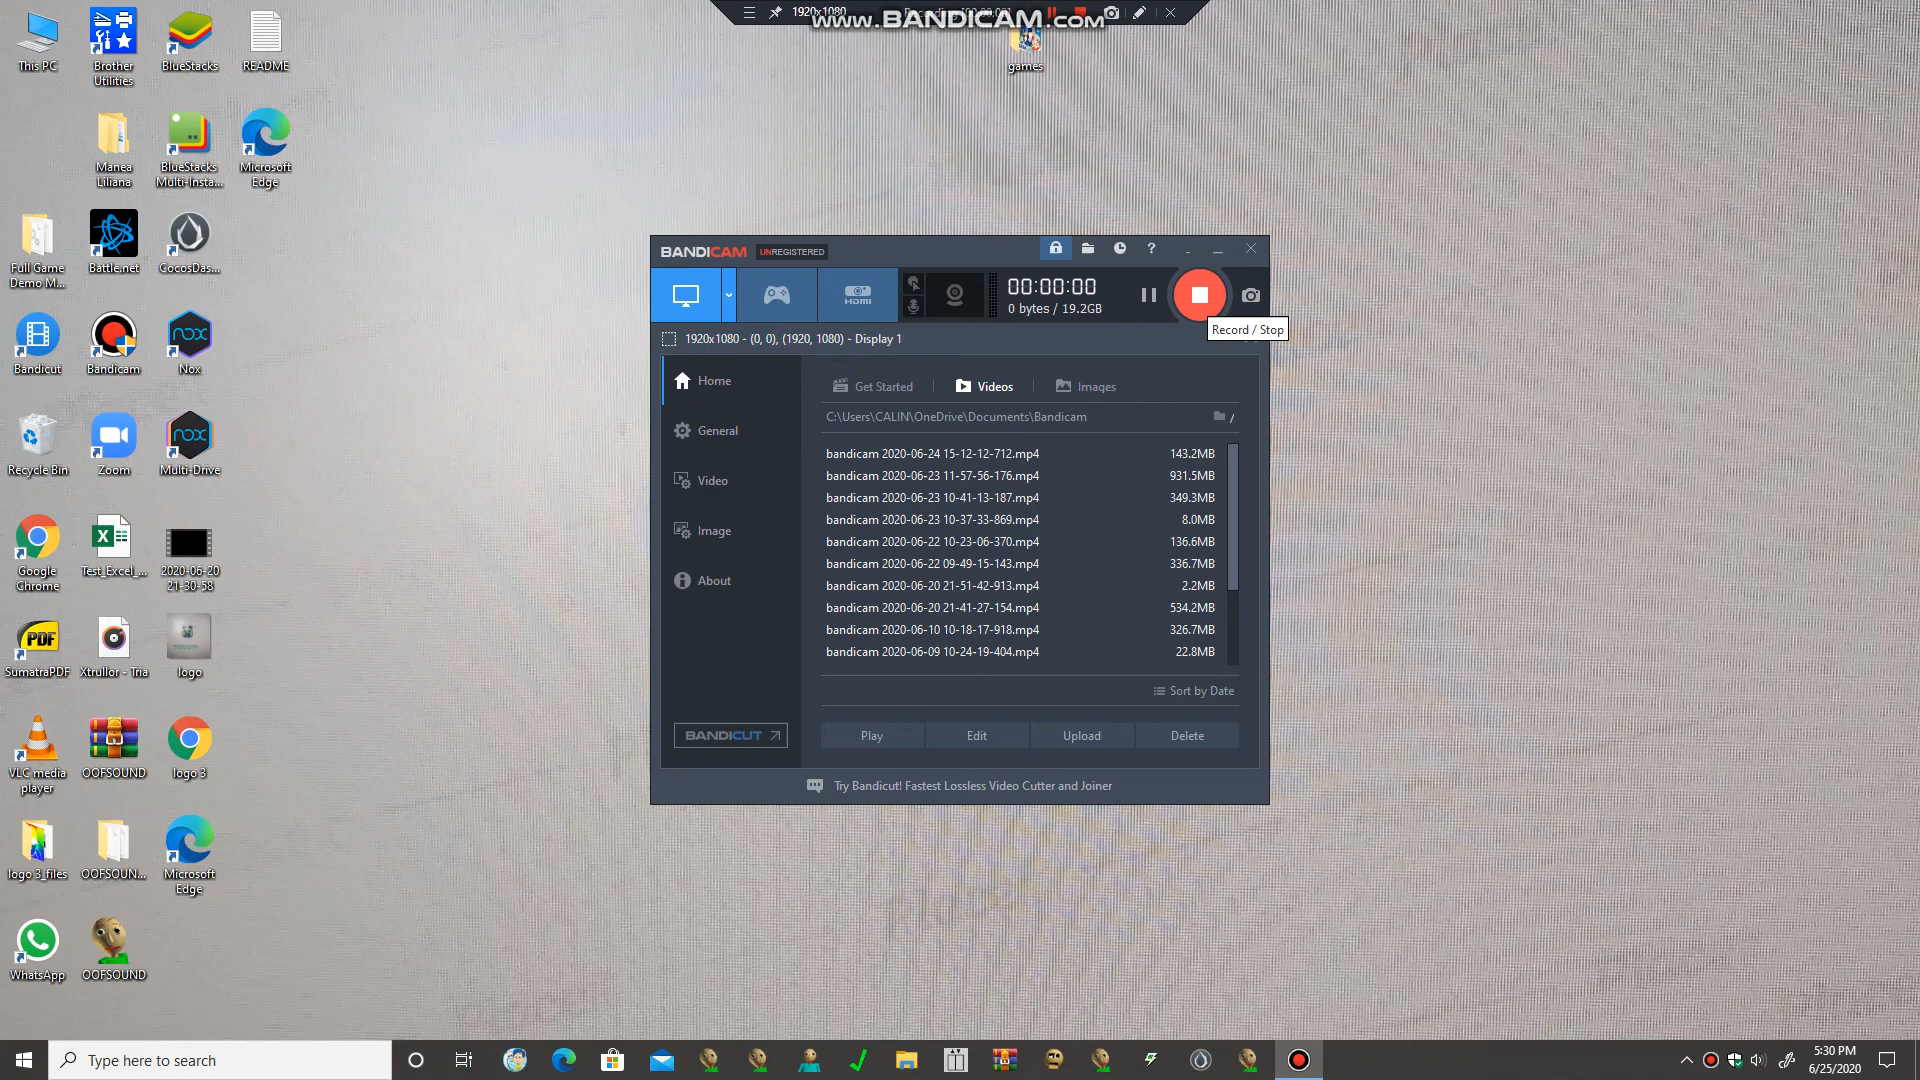 1920x1080
www.BANDICAM.com
games
This PC
Brother
Utilities
BlueStacks
README
Manea
Liliana
BlueStacks
Multi-Insta...
Microsoft
Edge
Full Game
Demo M...
Battle.net
CocosDas...
Bandicut
Bandicam
Nox
nox
Recycle Bin
Zoom
Multi-Drive
nox
Google
Chrome
Test_Excel_...
2020-06-20
21-30-58
PDF
SumatraPDF
Xtrullor - Tria
logo
VLC media
player
OOFSOUND
logo 3
logo 3_files
OOFSOUN...
Microsoft
Edge
WhatsApp
OOFSOUND
BANDICAM UNREGISTERED
?
HDMI
00:00:00
0 bytes / 19.2GB
Record / Stop
1920x1080 - (0, 0), (1920, 1080) - Display 1
Home
General
Video
Image
About
BANDICUT
Get Started
Videos
Images
C:\Users\CALIN\OneDrive\Documents\Bandicam
/
bandicam 2020-06-24 15-12-12-712.mp4 143.2MB
bandicam 2020-06-23 11-57-56-176.mp4 931.5MB
bandicam 2020-06-23 10-41-13-187.mp4 349.3MB
bandicam 2020-06-23 10-37-33-869.mp4 8.0MB
bandicam 2020-06-22 10-23-06-370.mp4 136.6MB
bandicam 2020-06-22 09-49-15-143.mp4 336.7MB
bandicam 2020-06-20 21-51-42-913.mp4 2.2MB
bandicam 2020-06-20 21-41-27-154.mp4 534.2MB
bandicam 2020-06-10 10-18-17-918.mp4 326.7MB
bandicam 2020-06-09 10-24-19-404.mp4 22.8MB
Sort by Date
Play
Edit
Upload
Delete
Try Bandicut! Fastest Lossless Video Cutter and Joiner
Type here to search
5:30 PM
6/25/2020